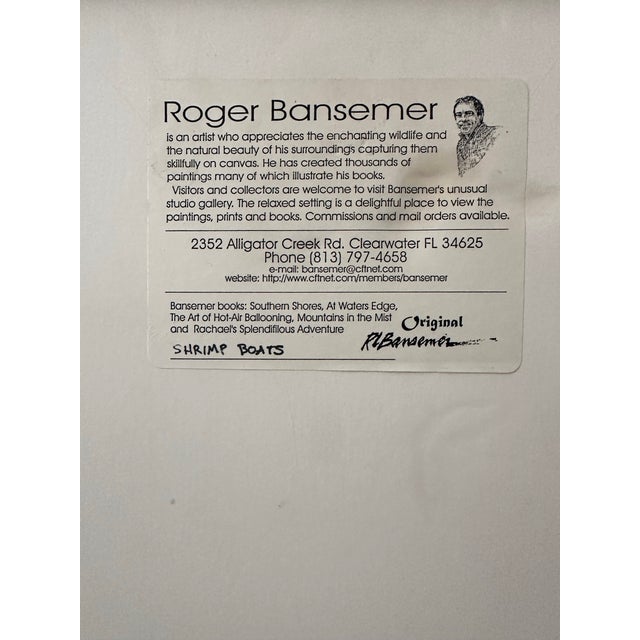 Roger Bansemer
is an artist who appreciates the enchanting wildlife and
the natural beauty of his surroundings capturing them
skillfully on canvas. He has created thousands of
paintings many of which illustrate his books.
Visitors and collectors are welcome to visit Bansemer's unusual
studio gallery. The relaxed setting is a delightful place to view the
paintings, prints and books. Commissions and mail orders available.
2352 Alligator Creek Rd. Clearwater FL 34625
Phone (813) 797-4658
e-mail: bansemer@cftnet.com
website: http://www.cftnet.com/members/bansemer
Bansemer books: Southern Shores, At Waters Edge,
The Art of Hot-Air Ballooning, Mountains in the Mist
and Rachael's Splendifilous Adventure
Original
SHRIMP BOATS
RLBansemer